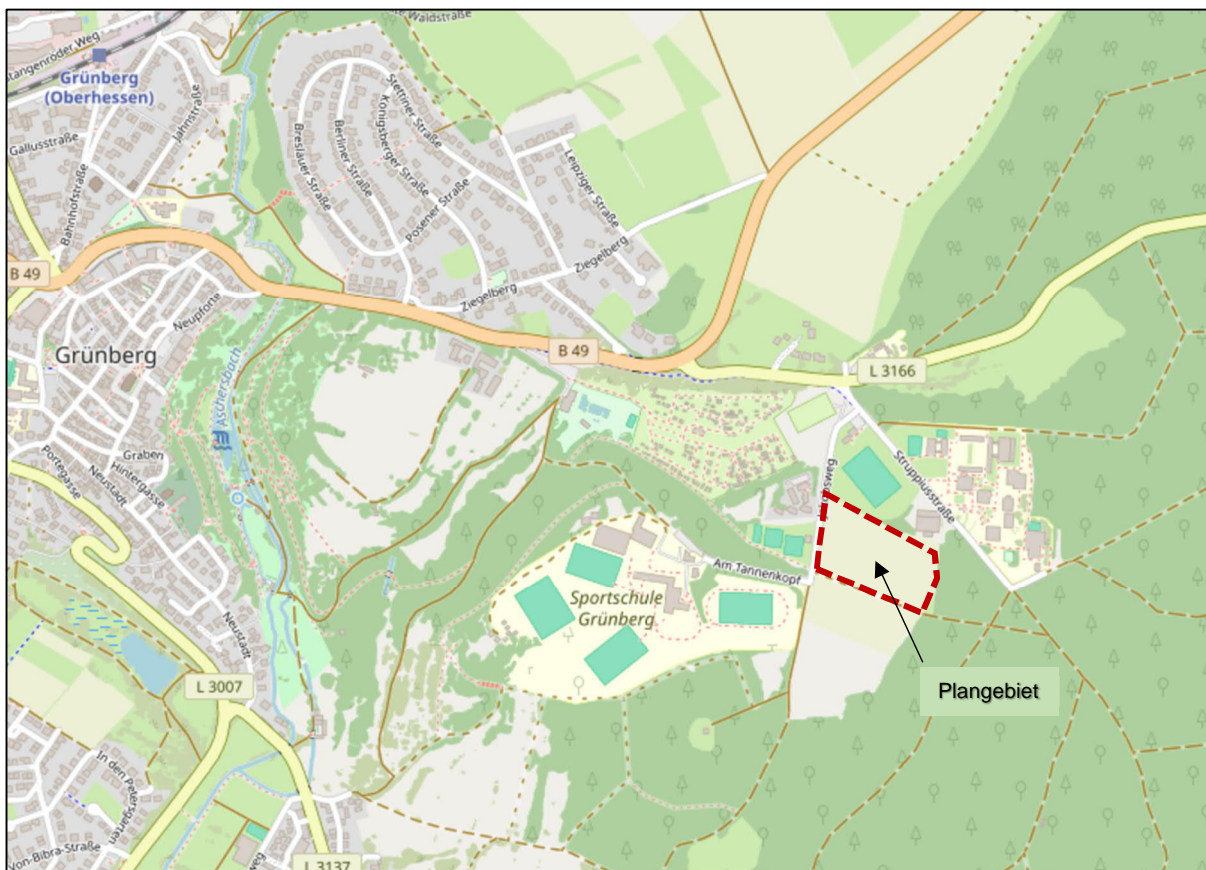 Stangenroder Weg
Grünberg
(Oberhessen)
Gallusstraße
Jahnstraße
Bahnhofstraße
B 49
Waldstraße
Stettiner Straße
Königsberger Straße
Berliner Straße
Breslauer Straße
Posener Straße
Leipziger Straße
Ziegelberg
Ziegelberg
Neupforte
Grünberg
Aschersbach
B 49
L 3166
Graben
Hintergasse
Neustadt
Portegasse
Struppiusstraße
Am Tannenkopf
Sportschule
Grünberg
Plangebiet
Neustadt
L 3007
In den Petersgärten
Von-Bibra-Straße
L 3137